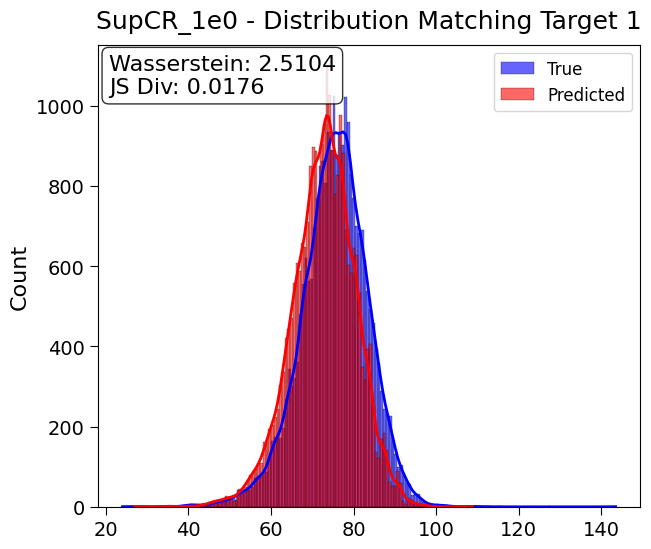 SupCR_1e0 - Distribution Matching Target 1
Wasserstein: 2.5104
JS Div: 0.0176
True
Predicted
Count
1000
800
600
400
200
0
20 40 60 80 100 120 140